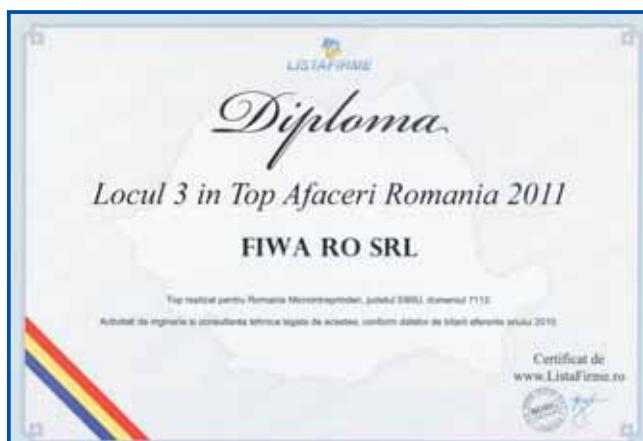 LISTAFIRME
Diploma
Locul 3 in Top Afaceri Romania 2011
FIWA RO SRL
Top realizat pentru Romania Microintreprinderi, judetul SIBIU, domeniul 7112
Activitati de inginerie si consultanta tehnica legate de acestea, conform datelor de bilant aferente anului 2010
Certificat de
www.ListaFirme.ro